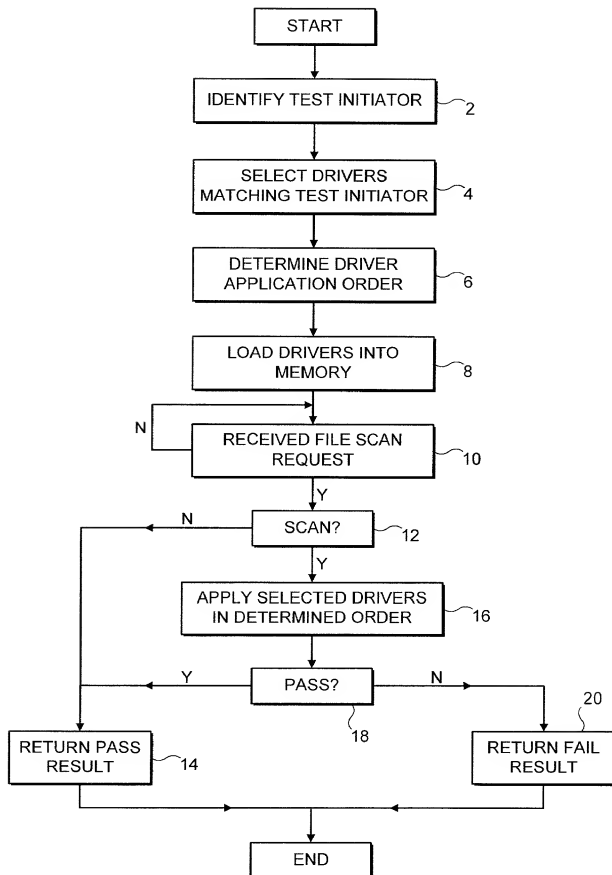 START
IDENTIFY TEST INITIATOR
2
SELECT DRIVERS
MATCHING TEST INITIATOR
4
DETERMINE DRIVER
APPLICATION ORDER
6
LOAD DRIVERS INTO
MEMORY
8
N
RECEIVED FILE SCAN
REQUEST
10
Y
N
SCAN?
12
Y
APPLY SELECTED DRIVERS
IN DETERMINED ORDER
16
Y
PASS?
N
18
20
RETURN PASS
RESULT
14
RETURN FAIL
RESULT
END